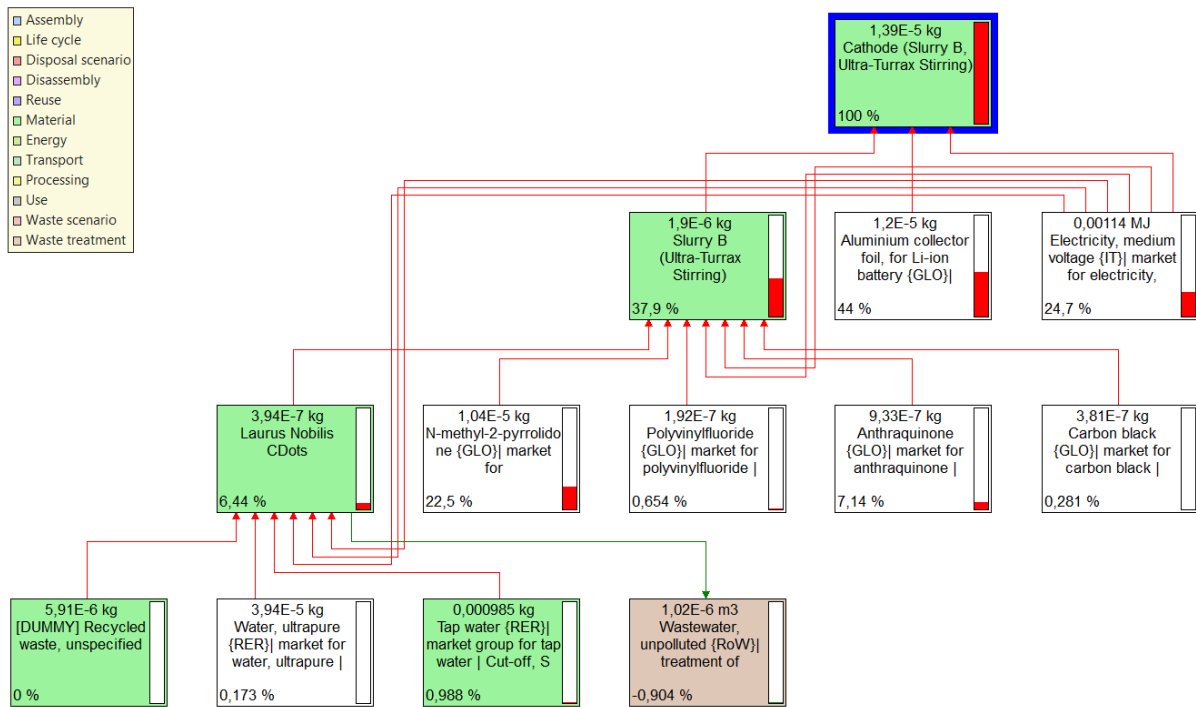 Assembly
Life cycle
Disposal scenario
Disassembly
Reuse
Material
Energy
Transport
Processing
Use
Waste scenario
Waste treatment
1,39E-5 kg
Cathode (Slurry B,
Ultra-Turrax Stirring)
100 %
1,9E-6 kg
Slurry B
(Ultra-Turrax
Stirring)
37,9 %
1,2E-5 kg
Aluminium collector
foil, for Li-ion
battery {GLO}|
44 %
0,00114 MJ
Electricity, medium
voltage {IT}| market
for electricity,
24,7 %
3,94E-7 kg
Laurus Nobilis
CDots
6,44 %
1,04E-5 kg
N-methyl-2-pyrrolido
ne {GLO}| market
for
22,5 %
1,92E-7 kg
Polyvinylfluoride
{GLO}| market for
polyvinylfluoride |
0,654 %
9,33E-7 kg
Anthraquinone
{GLO}| market for
anthraquinone |
7,14 %
3,81E-7 kg
Carbon black
{GLO}| market for
carbon black |
0,281 %
5,91E-6 kg
[DUMMY] Recycled
waste, unspecified
0 %
3,94E-5 kg
Water, ultrapure
{RER}| market for
water, ultrapure |
0,173 %
0,000985 kg
Tap water {RER}|
market group for tap
water | Cut-off, S
0,988 %
1,02E-6 m3
Wastewater,
unpolluted {RoW}|
treatment of
-0,904 %